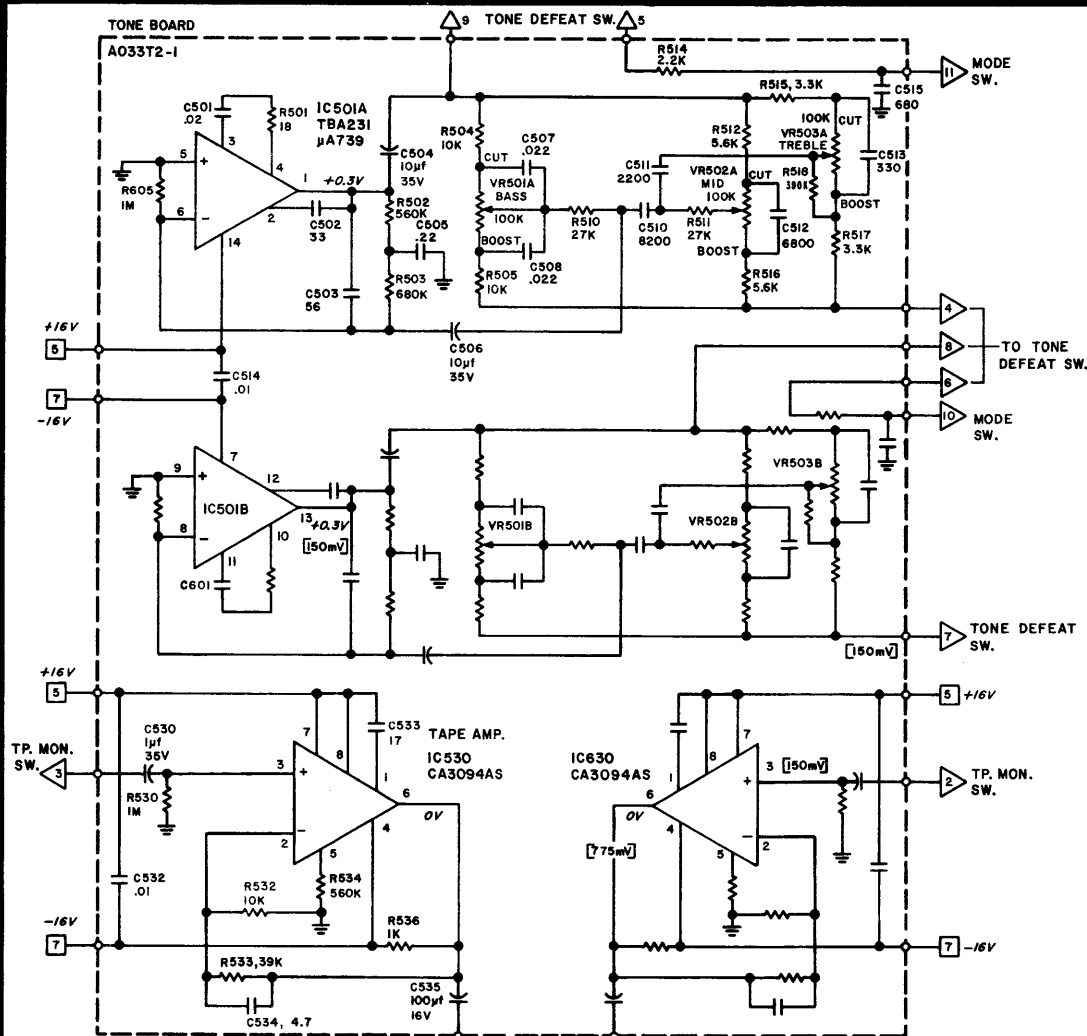 TONE BOARD
A033T2-1
9
TONE DEFEAT SW.
5
R514
2.2K
11
MODE
SW.
C515
680
R515, 3.3K
C501
.02
R501
18
IC501A
TBA231
µA739
3
4
5
+
6
-
1
2
14
+0.3V
R605
1M
C502
33
C503
56
C504
10µf
35V
R502
560K
C505
.22
R503
680K
C506
10µf
35V
R504
10K
CUT
VR501A
BASS
100K
BOOST
R505
10K
C507
.022
C508
.022
R510
27K
C511
2200
C510
8200
R511
27K
R512
5.6K
CUT
VR502A
MID
100K
BOOST
C512
6800
R516
5.6K
100K
CUT
VR503A
TREBLE
R518
390K
C513
330
BOOST
R517
3.3K
+16V
5
C514
.01
7
-16V
4
8
6
TO TONE
DEFEAT SW.
10
MODE
SW.
7
9
+
8
-
IC501B
12
13
+0.3V
[150mV]
10
11
C601
VR501B
VR502B
VR503B
7
TONE DEFEAT
SW.
[150mV]
+16V
5
C533
17
TAPE AMP.
IC530
CA3094AS
7
8
1
3
+
2
-
6
0V
4
5
TP. MON.
SW.
3
C530
1µf
35V
R530
1M
C532
.01
R532
10K
R534
560K
R536
1K
-16V
7
R533,39K
C534, 4.7
C535
100µf
16V
IC630
CA3094AS
1
8
7
3
+
[150mV]
6
0V
4
5
-
2
[775mV]
5
+16V
2
TP. MON.
SW.
7
-16V